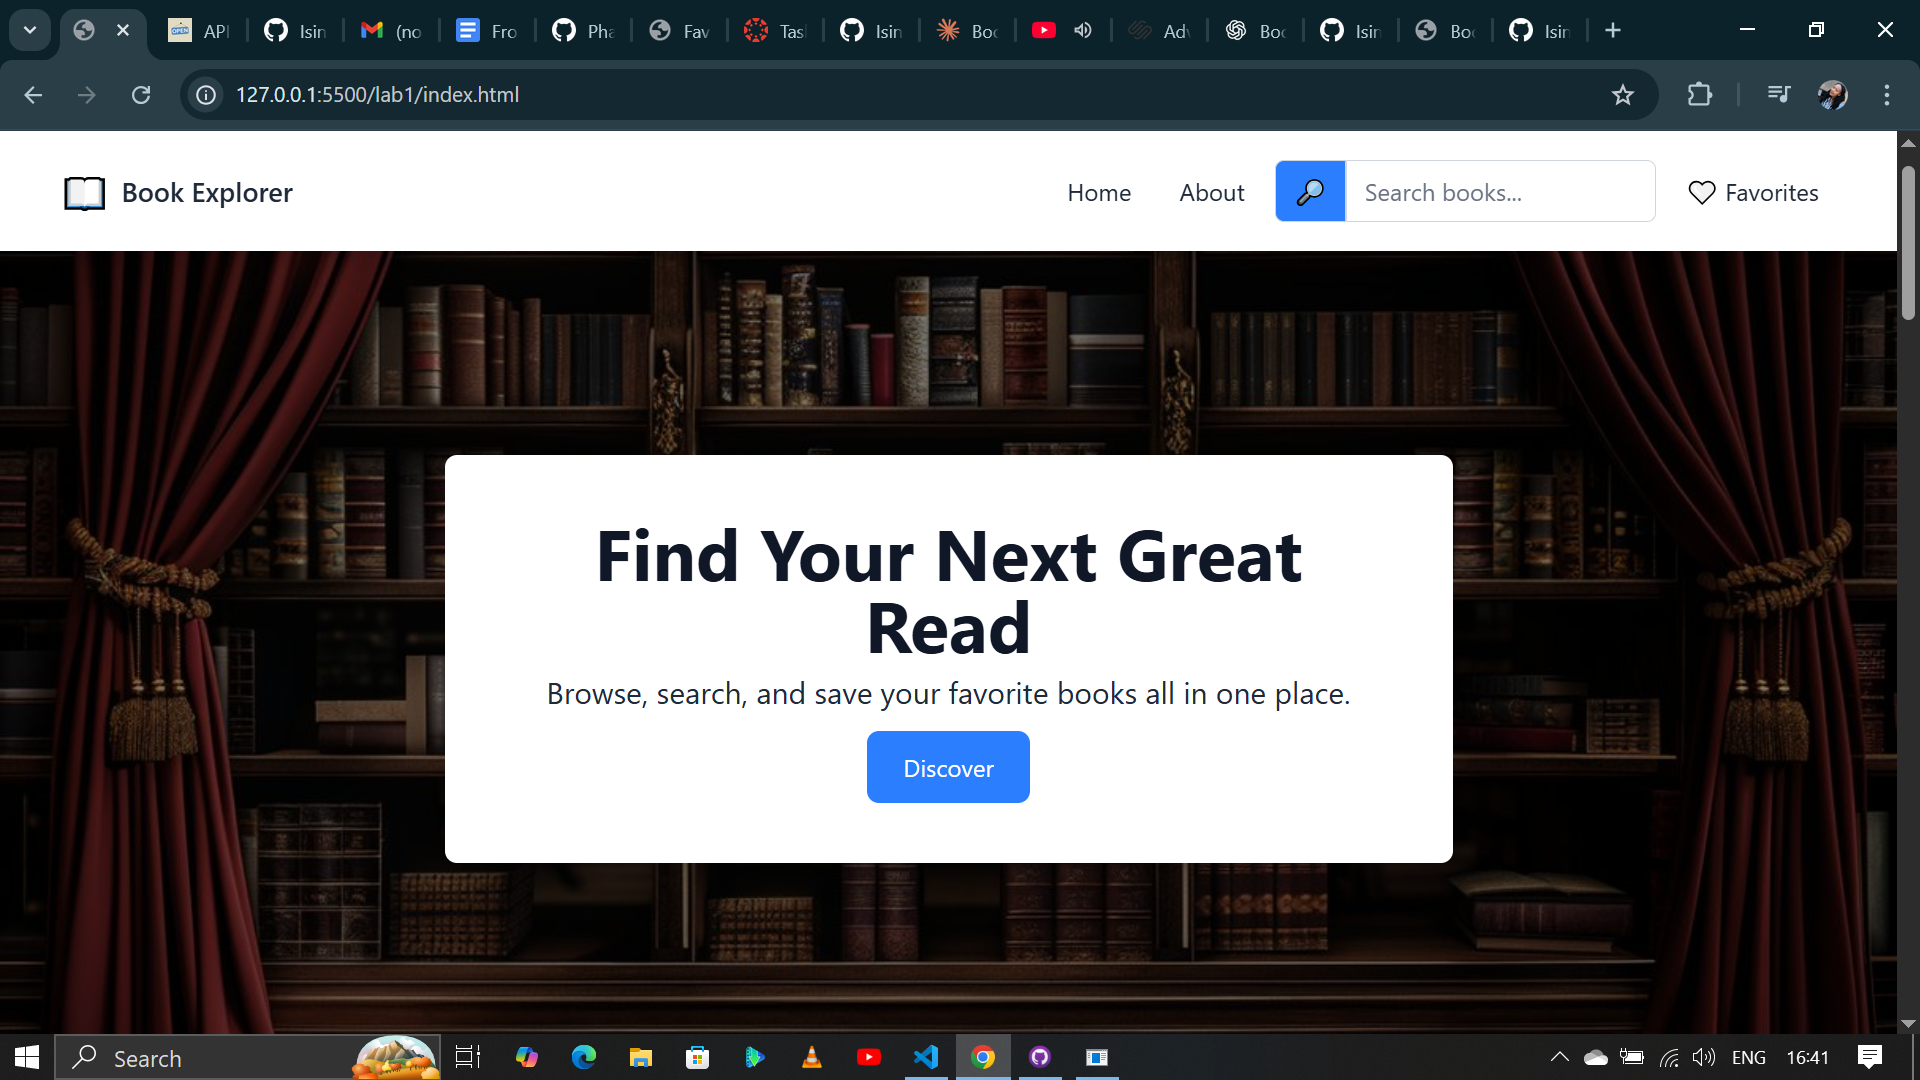 API
Isin
(no
Fro
Pha
Fav
Tas
Isin
Boo
Adv
Boo
Isin
Boo
Isin
127.0.0.1:5500/lab1/index.html
Book Explorer
Home
About
Search books...
Favorites
Find Your Next Great
Read
Browse, search, and save your favorite books all in one place.
Discover
Search
ENG
16:41